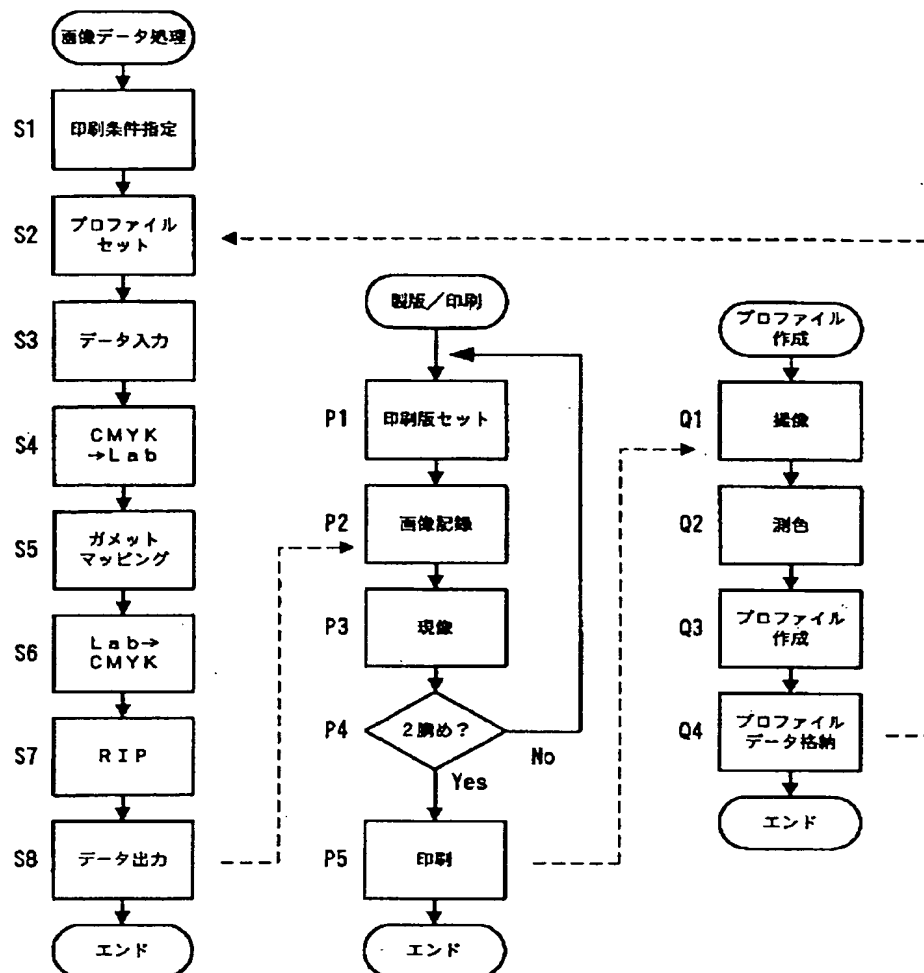 画像データ処理
S1
印刷条件指定
S2
プロファイル
セット
S3
データ入力
S4
CMYK
→Lab
S5
ガメット
マッピング
S6
Lab→
CMYK
S7
RIP
S8
データ出力
エンド
製版／印刷
P1
印刷版セット
P2
画像記録
P3
現像
P4
2胴め？
No
Yes
P5
印刷
エンド
プロファイル
作成
Q1
撮像
Q2
測色
Q3
プロファイル
作成
Q4
プロファイル
データ格納
エンド